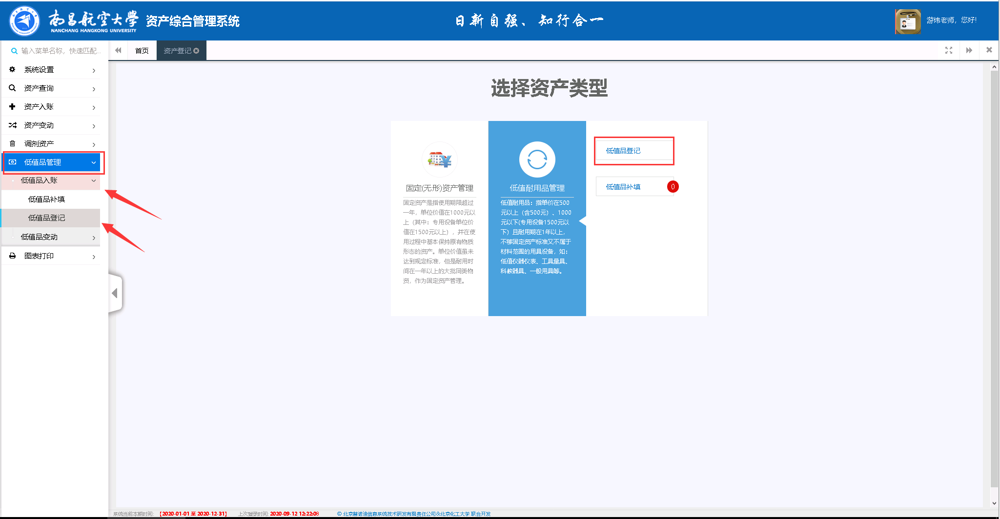 南昌航空大学
NANCHANG HANGKONG UNIVERSITY
资产综合管理系统
日新自强、知行合一
游炜老师，您好！
输入菜单名称，快速匹配...
首页
资产登记
系统设置
资产查询
资产入账
资产变动
调剂资产
低值品管理
低值品入账
低值品补填
低值品登记
低值品变动
图表打印
选择资产类型
固定(无形)资产管理
固定资产是指使用期限超过
一年，单位价值在1000元以
上（其中：专用设备单位价
值在1500元以上），并在使
用过程中基本保持原有物质
形态的资产。单位价值虽未
达到规定标准，但是耐用时
间在一年以上的大批同类物
资，作为固定资产管理。
低值耐用品管理
低值耐用品：指单价在500
元以上（含500元）、1000
元以下(专用设备1500元以
下）且耐用期在1年以上，
不够固定资产标准又不属于
材料范围的用具设备，如：
低值仪器仪表、工具量具、
科教器具、一般用具等。
低值品登记
低值品补填
0
系统当前本期时间：【2020-01-01 至 2020-12-31】 上次登录时间: 2020-09-12 12:22:08 © 北京普诺迪信息系统技术研发有限责任公司&北京化工大学 联合开发